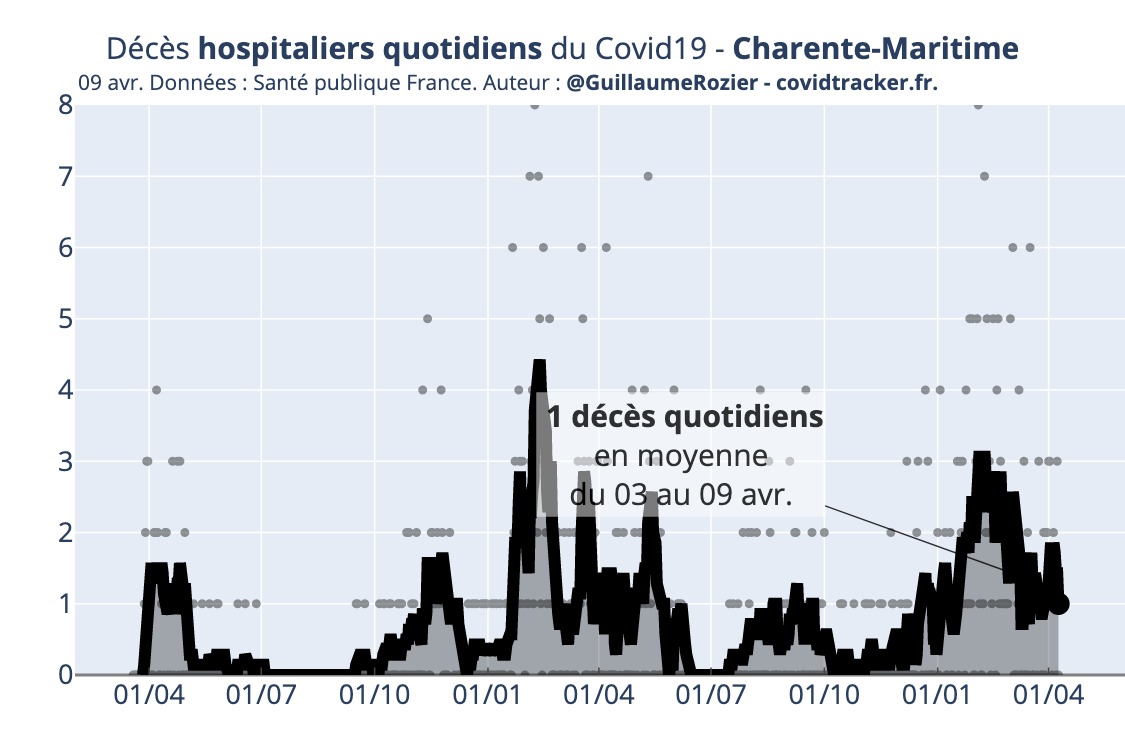 Décès hospitaliers quotidiens du Covid19 - Charente-Maritime
09 avr. Données : Santé publique France. Auteur : @GuillaumeRozier - covidtracker.fr.
8
7
6
5
4
3
2
1
0
1 décès quotidiens
en moyenne
du 03 au 09 avr.
01/04 01/07 01/10 01/01 01/04 01/07 01/10 01/01 01/04